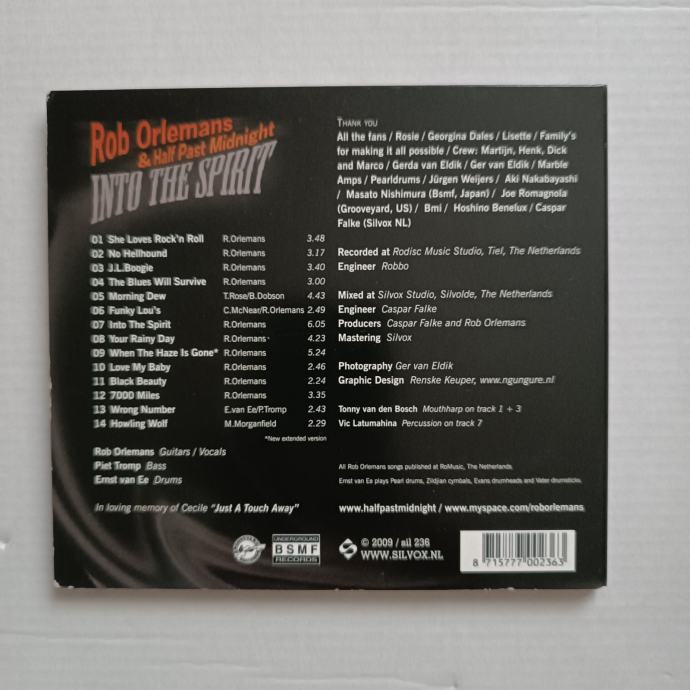 Rob Orlemans
& Half Past Midnight
INTO THE SPIRIT
01 She Loves Rock'n Roll R.Orlemans 3.48
02 No Hellhound R.Orlemans 3.17
03 J.L.Boogie R.Orlemans 3.40
04 The Blues Will Survive R.Orlemans 3.00
05 Morning Dew T.Rose/B.Dobson 4.43
06 Funky Lou's C.McNear/R.Orlemans 2.49
07 Into The Spirit R.Orlemans 6.05
08 Your Rainy Day R.Orlemans 4.23
09 When The Haze Is Gone* R.Orlemans 5.24
10 Love My Baby R.Orlemans 2.46
11 Black Beauty R.Orlemans 2.24
12 7000 Miles R.Orlemans 3.35
13 Wrong Number E.van Ee/P.Tromp 2.43
14 Howling Wolf M.Morganfield 2.29
*New extended version
Rob Orlemans Guitars / Vocals
Piet Tromp Bass
Ernst van Ee Drums
In loving memory of Cecile "Just A Touch Away"
THANK YOU
All the fans / Rosie / Georgina Dales / Lisette / Family's
for making it all possible / Crew: Martijn, Henk, Dick
and Marco / Gerda van Eldik / Ger van Eldik / Marble
Amps / Pearldrums / Jürgen Weijers / Aki Nakabayashi
/ Masato Nishimura (Bsmf, Japan) / Joe Romagnola
(Grooveyard, US) / Bmi / Hoshino Benelux / Caspar
Falke (Silvox NL)
Recorded at Rodisc Music Studio, Tiel, The Netherlands
Engineer Robbo
Mixed at Silvox Studio, Silvolde, The Netherlands
Engineer Caspar Falke
Producers Caspar Falke and Rob Orlemans
Mastering Silvox
Photography Ger van Eldik
Graphic Design Renske Keuper, www.ngungure.nl
Tonny van den Bosch Mouthharp on track 1 + 3
Vic Latumahina Percussion on track 7
All Rob Orlemans songs published at RoMusic, The Netherlands
Ernst van Ee plays Pearl drums, Zildjian cymbals, Evans drumheads and Vater drumsticks.
www.halfpastmidnight / www.myspace.com/roborlemans
UNDERGROUND
BSMF
RECORDS
© 2009 / sil 236
WWW.SILVOX.NL
8 715777 002363